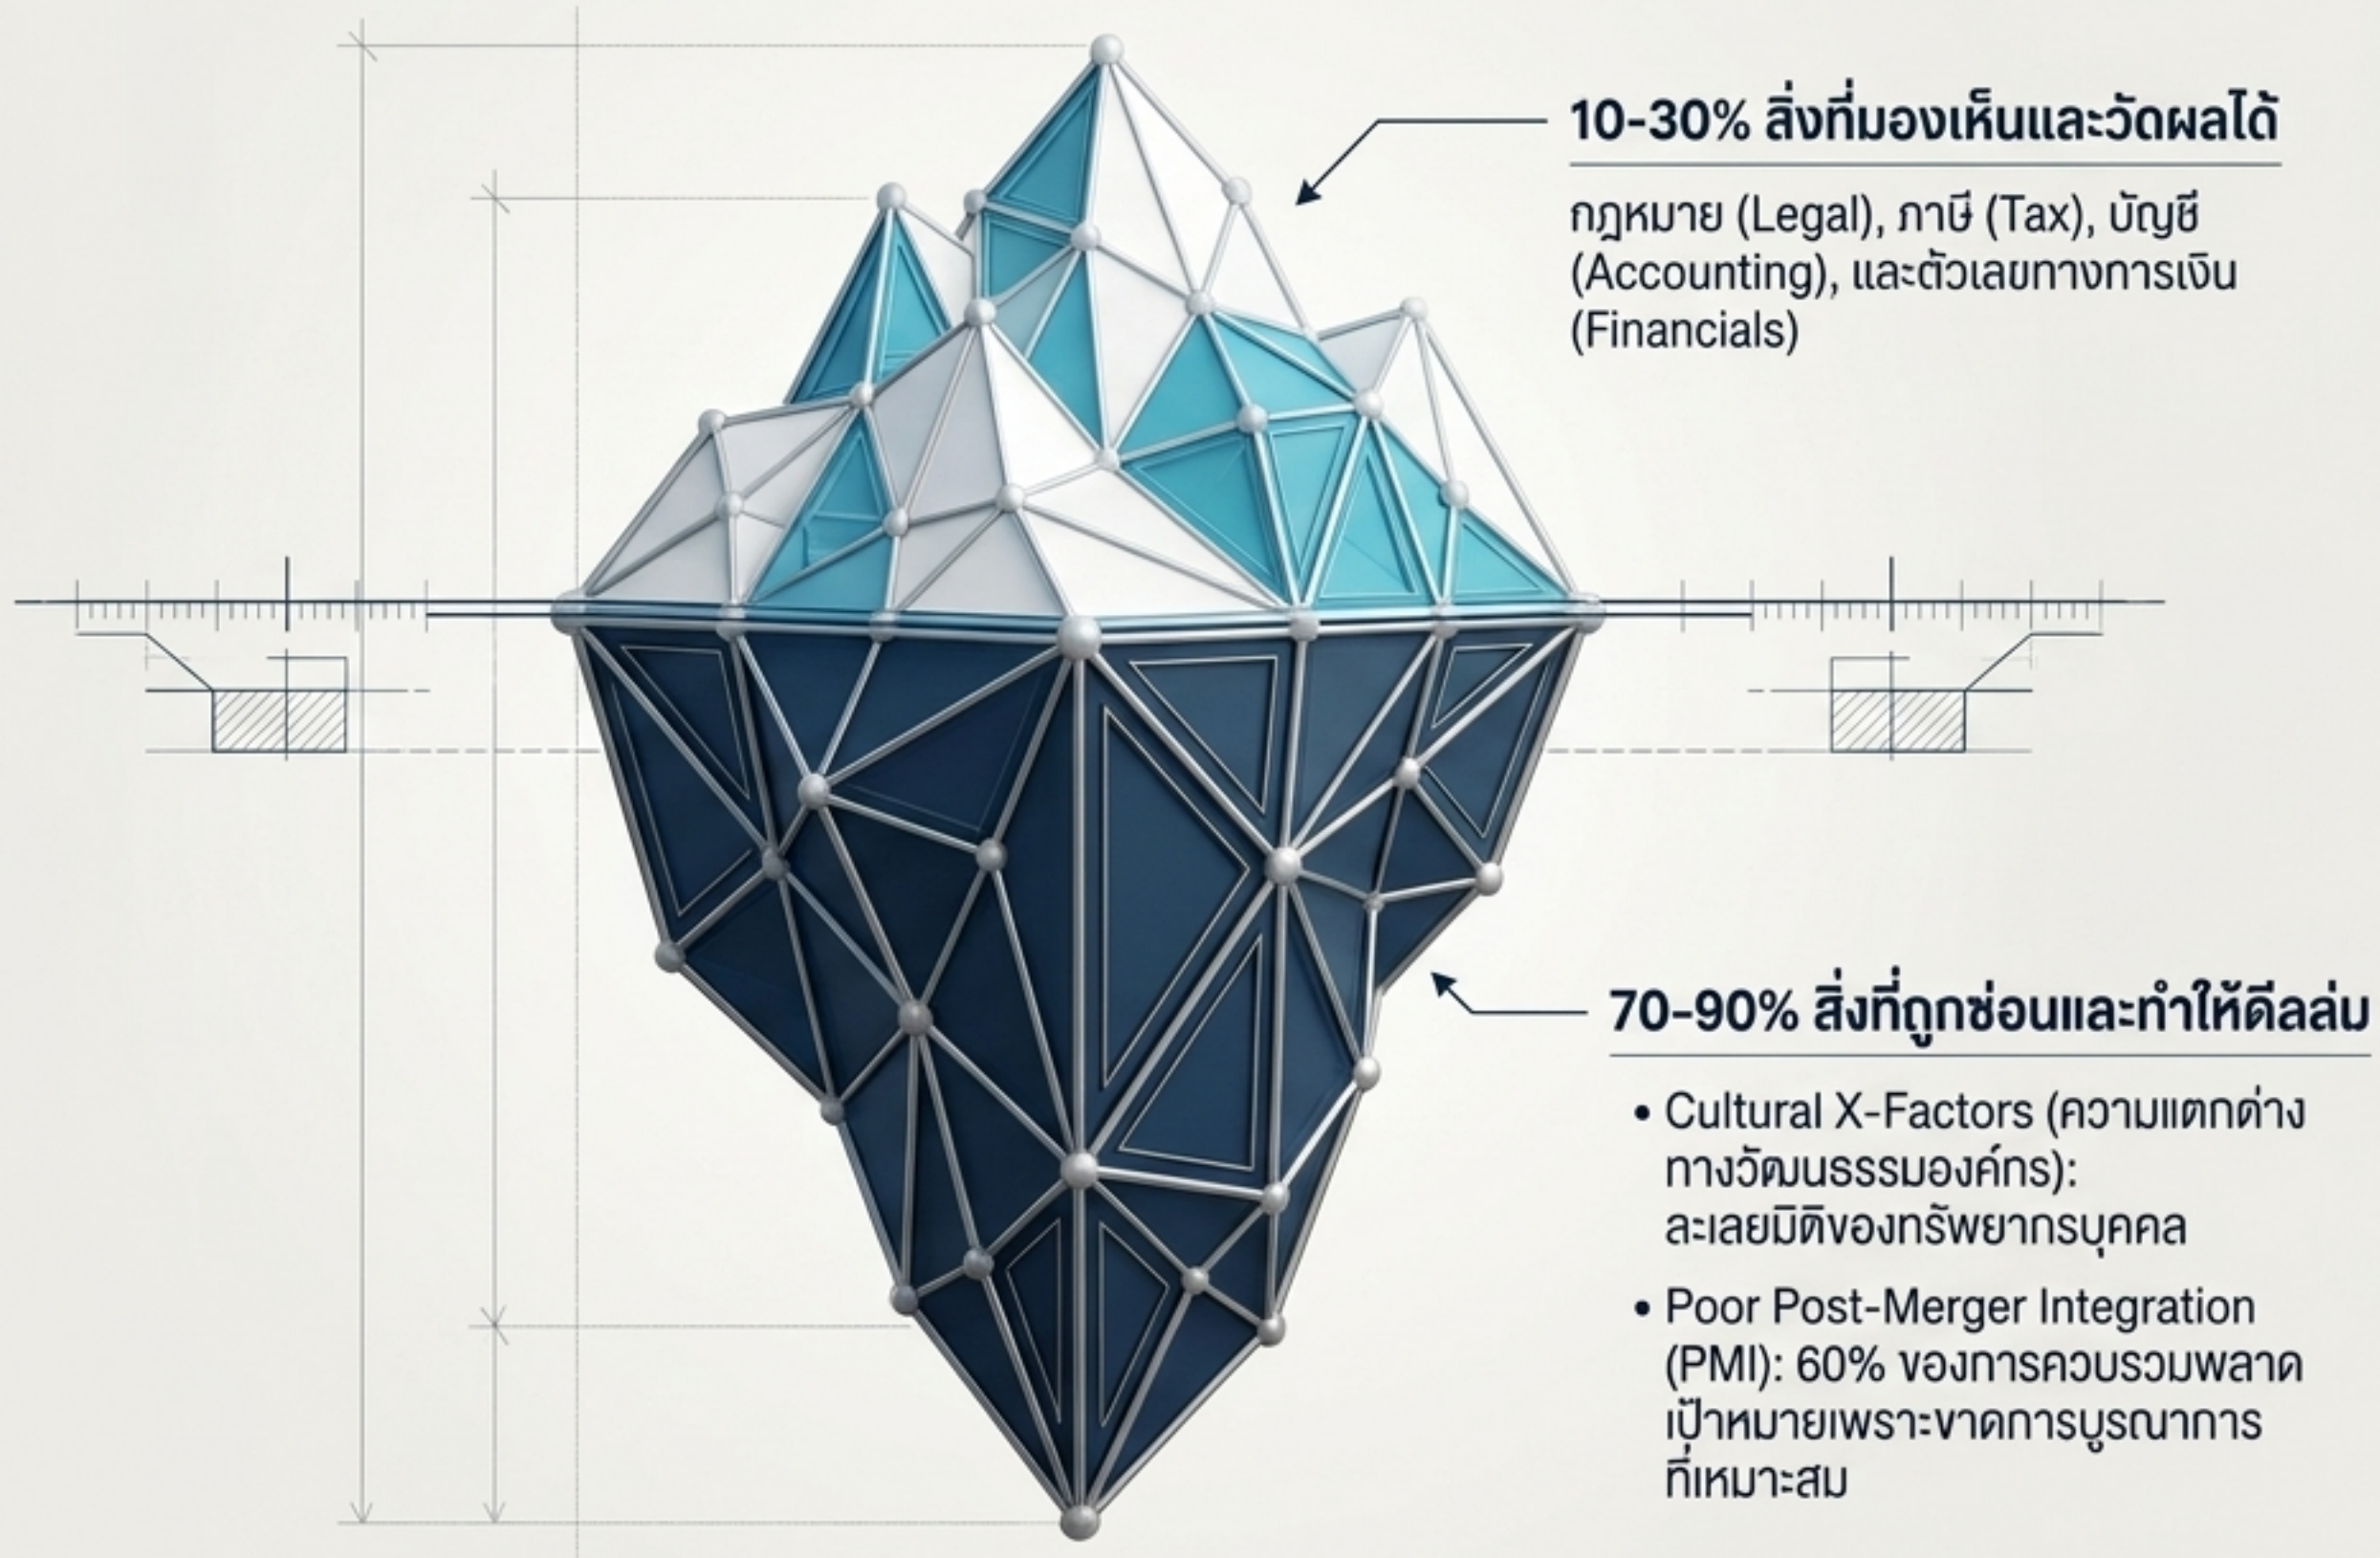 10-30% สิ่งที่มองเห็นและวัดผลได้
กฎหมาย (Legal), ภาษี (Tax), บัญชี
(Accounting), และตัวเลขทางการเงิน
(Financials)
70-90% สิ่งที่ถูกซ่อนและทำให้ดีลล่ม
• Cultural X-Factors (ความแตกต่าง
ทางวัฒนธรรมองค์กร):
ละเลยมิติของทรัพยากรบุคคล
• Poor Post-Merger Integration
(PMI): 60% ของการควบรวมพลาด
เป้าหมายเพราะขาดการบูรณาการ
ที่เหมาะสม